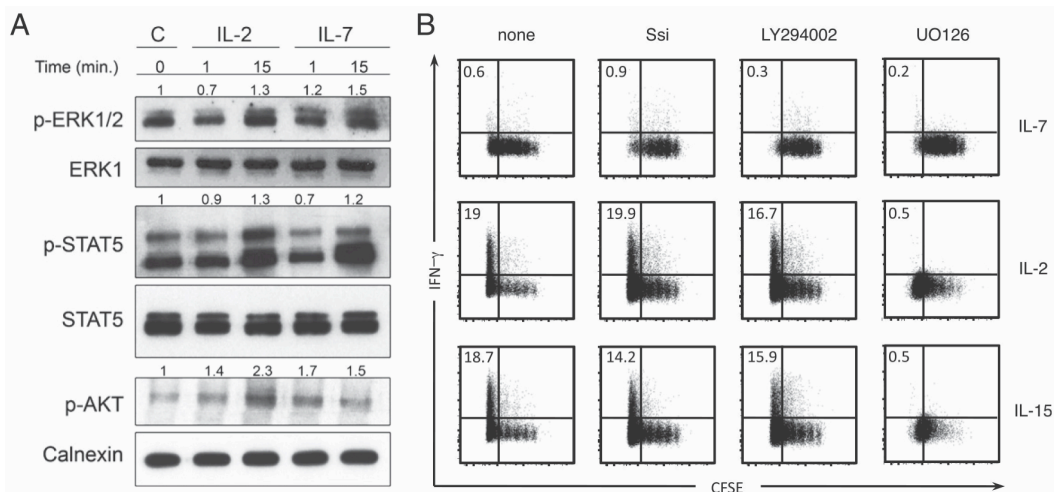 A
C IL-2 IL-7
Time (min.) 0 1 15 1 15
1 0.7 1.3 1.2 1.5
p-ERK1/2
ERK1
1 0.9 1.3 0.7 1.2
p-STAT5
STAT5
1 1.4 2.3 1.7 1.5
p-AKT
Calnexin
B
none Ssi LY294002 UO126
0.6 0.9 0.3 0.2
IL-7
19 19.9 16.7 0.5
IL-2
IFN-γ
18.7 14.2 15.9 0.5
IL-15
CFSE